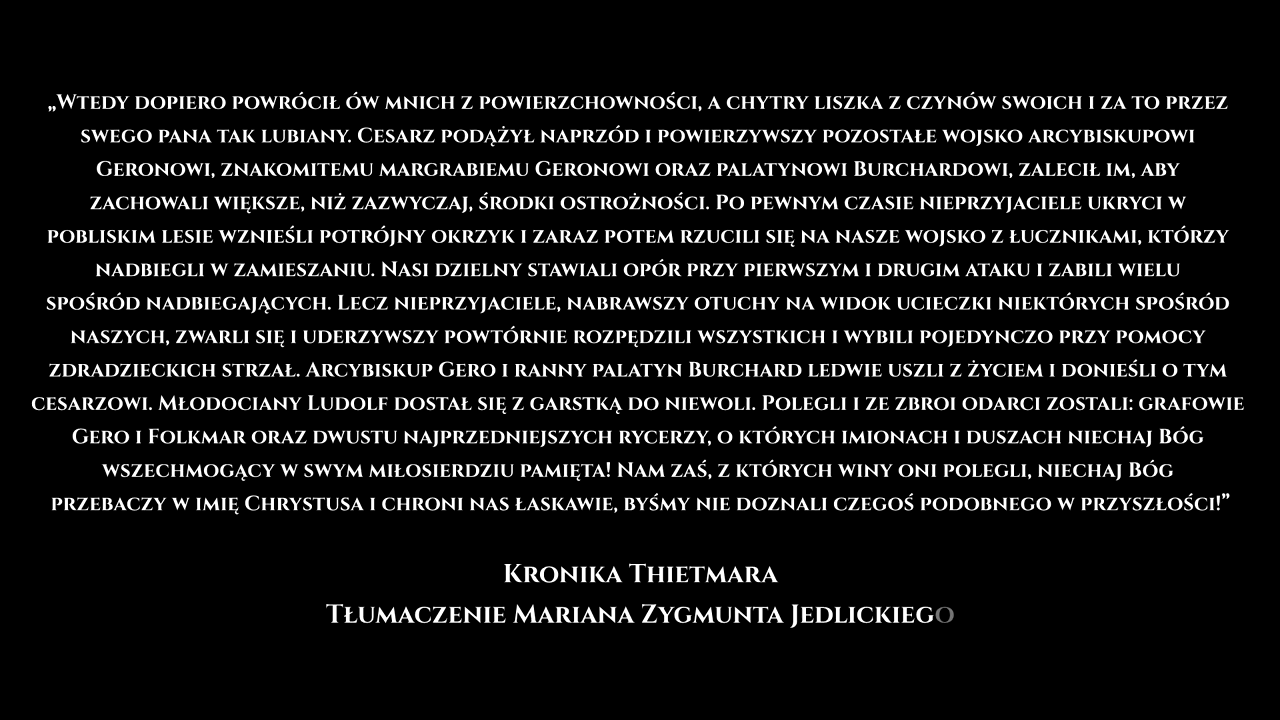 „Wtedy dopiero powrócił ów mnich z powierzchowności, a chytry liszka z czynów swoich i za to przez
swego pana tak lubiany. Cesarz podążył naprzód i powierzywszy pozostałe wojsko arcybiskupowi
Geronowi, znakomitemu margrabiemu Geronowi oraz palatynowi Burchardowi, zalecił im, aby
zachowali większe, niż zazwyczaj, środki ostrożności. Po pewnym czasie nieprzyjaciele ukryci w
pobliskim lesie wznieśli potrójny okrzyk i zaraz potem rzucili się na nasze wojsko z łucznikami, którzy
nadbiegli w zamieszaniu. Nasi dzielny stawiali opór przy pierwszym i drugim ataku i zabili wielu
spośród nadbiegających. Lecz nieprzyjaciele, nabrawszy otuchy na widok ucieczki niektórych spośród
naszych, zwarli się i uderzywszy powtórnie rozpędzili wszystkich i wybili pojedynczo przy pomocy
zdradzieckich strzał. Arcybiskup Gero i ranny palatyn Burchard ledwie uszli z życiem i donieśli o tym
cesarzowi. Młodociany Ludolf dostał się z garstką do niewoli. Polegli i ze zbroi odarci zostali: grafowie
Gero i Folkmar oraz dwustu najprzedniejszych rycerzy, o których imionach i duszach niechaj Bóg
wszechmogący w swym miłosierdziu pamięta! Nam zaś, z których winy oni polegli, niechaj Bóg
przebaczy w imię Chrystusa i chroni nas łaskawie, byśmy nie doznali czegoś podobnego w przyszłości!”
Kronika Thietmara
Tłumaczenie Mariana Zygmunta Jedlickiego